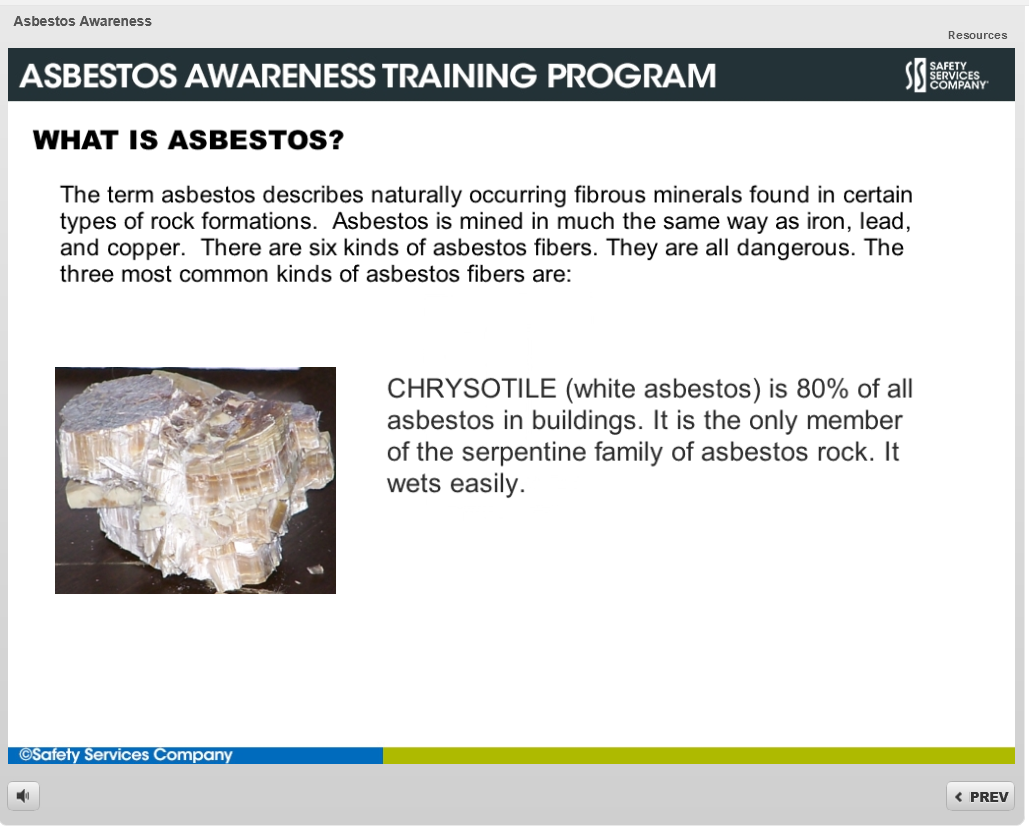 Asbestos Awareness
Resources
ASBESTOS AWARENESS TRAINING PROGRAM
SAFETY
SERVICES
COMPANY
WHAT IS ASBESTOS?
The term asbestos describes naturally occurring fibrous minerals found in certain
types of rock formations.  Asbestos is mined in much the same way as iron, lead,
and copper.  There are six kinds of asbestos fibers. They are all dangerous. The
three most common kinds of asbestos fibers are:
CHRYSOTILE (white asbestos) is 80% of all
asbestos in buildings. It is the only member
of the serpentine family of asbestos rock. It
wets easily.
©Safety Services Company
PREV